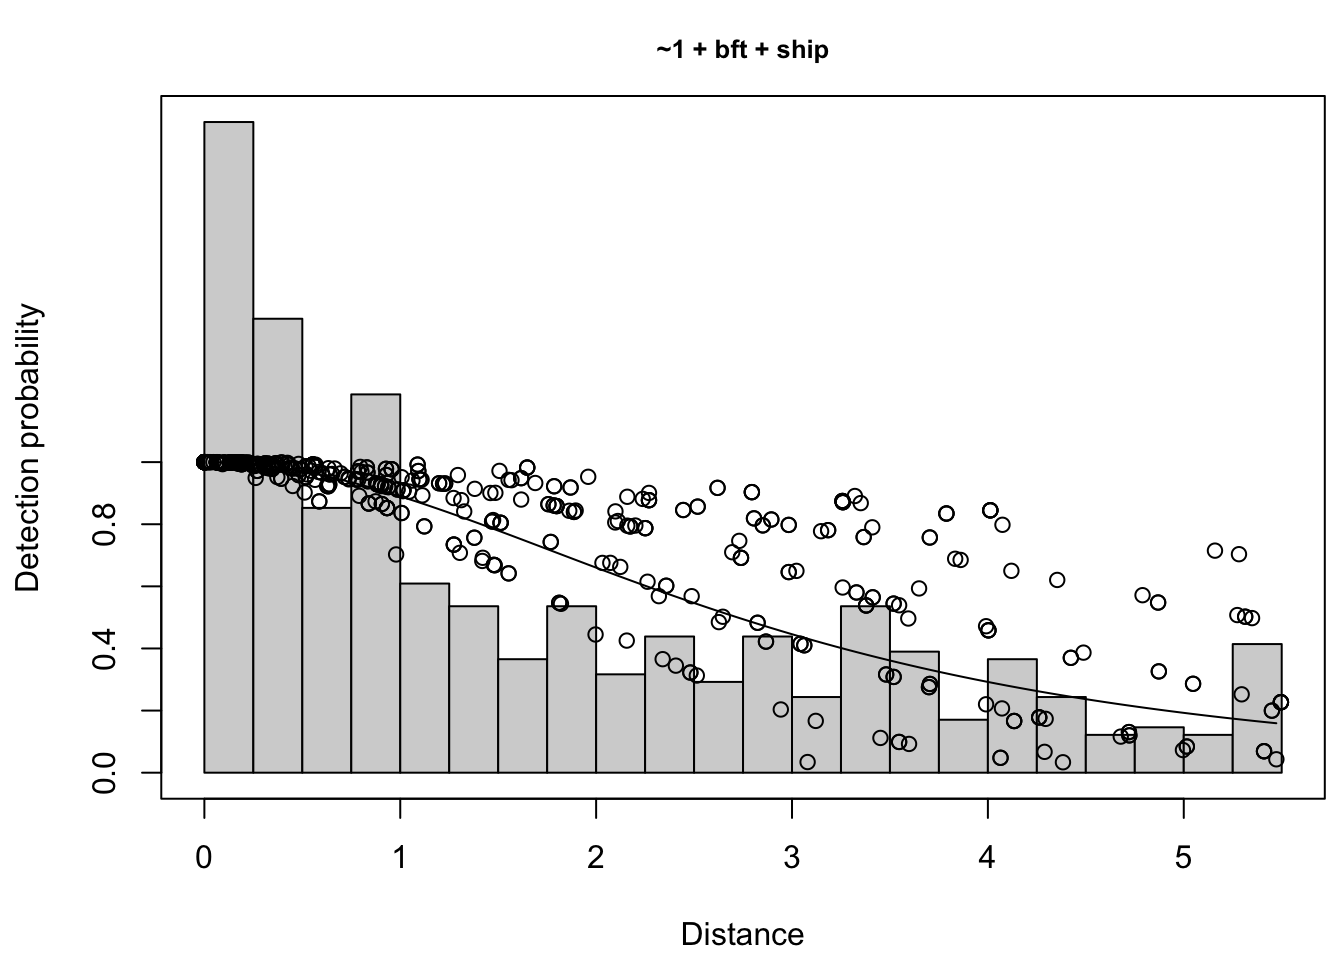 ~1 + bft + ship
Detection probability
0.8
0.4
0.0
0 1 2 3 4 5
Distance